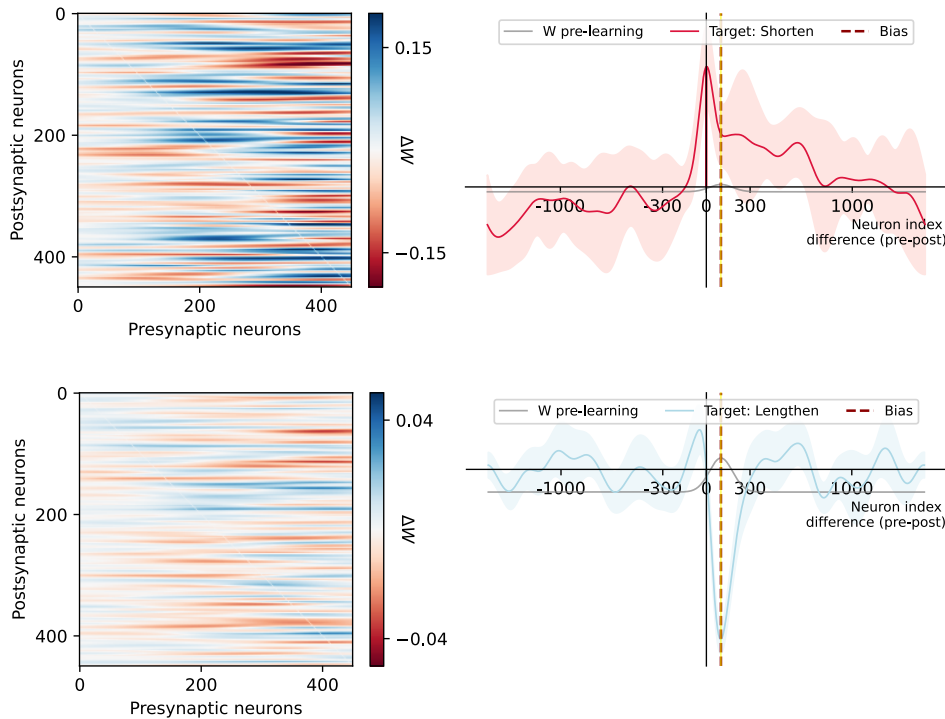 0
200
400
Postsynaptic neurons
0
200
400
Presynaptic neurons
0.15
−0.15
ΔW
W pre-learning
Target: Shorten
Bias
-1000
-300
0
300
1000
Neuron index
difference (pre-post)
0
200
400
Postsynaptic neurons
0
200
400
Presynaptic neurons
0.04
−0.04
ΔW
W pre-learning
Target: Lengthen
Bias
-1000
-300
0
300
1000
Neuron index
difference (pre-post)